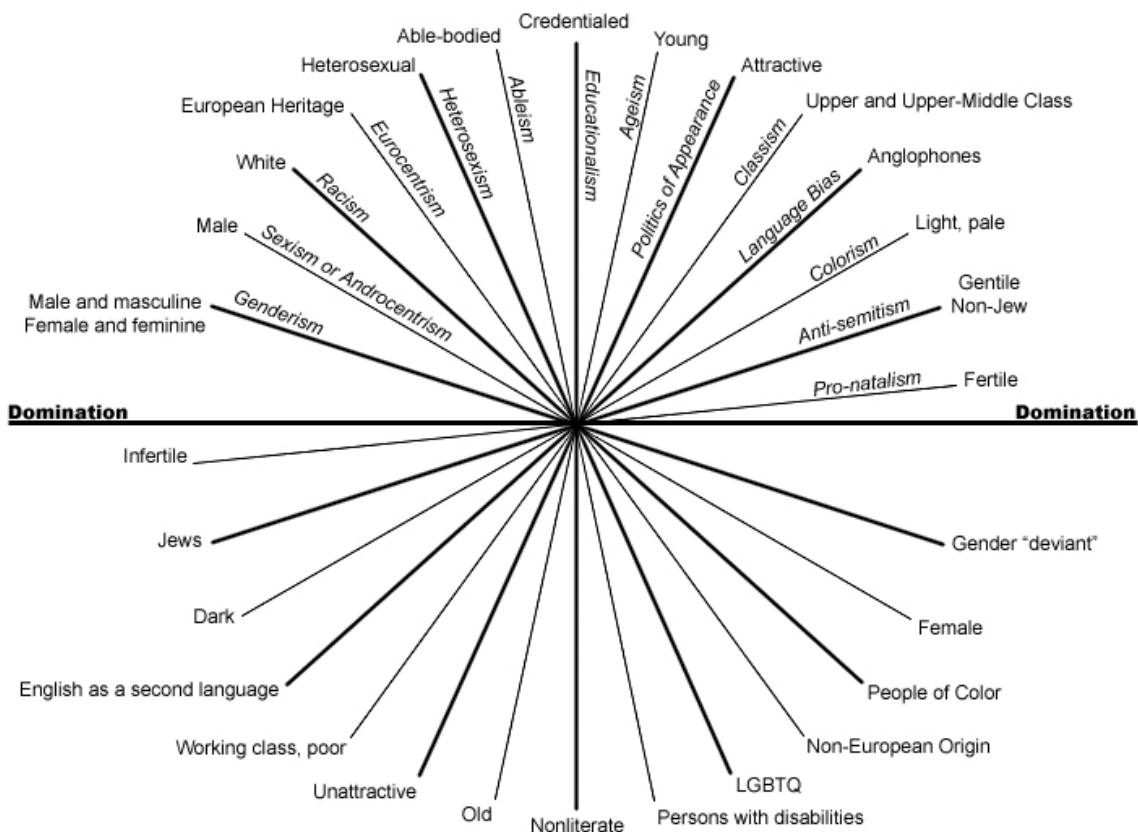 Credentialed
Able-bodied
Young
Heterosexual
Attractive
European Heritage
Upper and Upper-Middle Class
White
Anglophones
Male
Light, pale
Male and masculine
Female and feminine
Gentile
Non-Jew
Fertile
Genderism
Sexism or Androcentrism
Racism
Eurocentrism
Heterosexism
Ableism
Educationalism
Ageism
Politics of Appearance
Classism
Language Bias
Colorism
Anti-semitism
Pro-natalism
Domination
Domination
Infertile
Jews
Gender “deviant”
Dark
Female
English as a second language
People of Color
Working class, poor
Non-European Origin
Unattractive
LGBTQ
Old
Persons with disabilities
Nonliterate